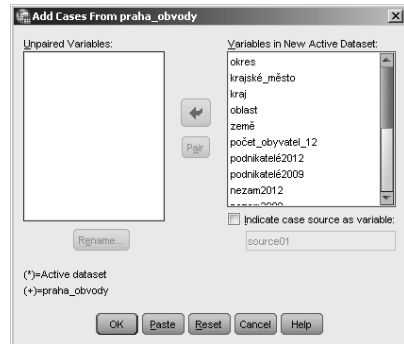 Add Cases From praha_obvody
Unpaired Variables:
Variables in New Active Dataset:
okres
krajské_město
kraj
oblast
země
počet_obyvatel_12
podnikatelé2012
podnikatelé2009
nezam2012
Pair
Rename...
Indicate case source as variable:
source01
(*)=Active dataset
(+)=praha_obvody
OK
Paste
Reset
Cancel
Help